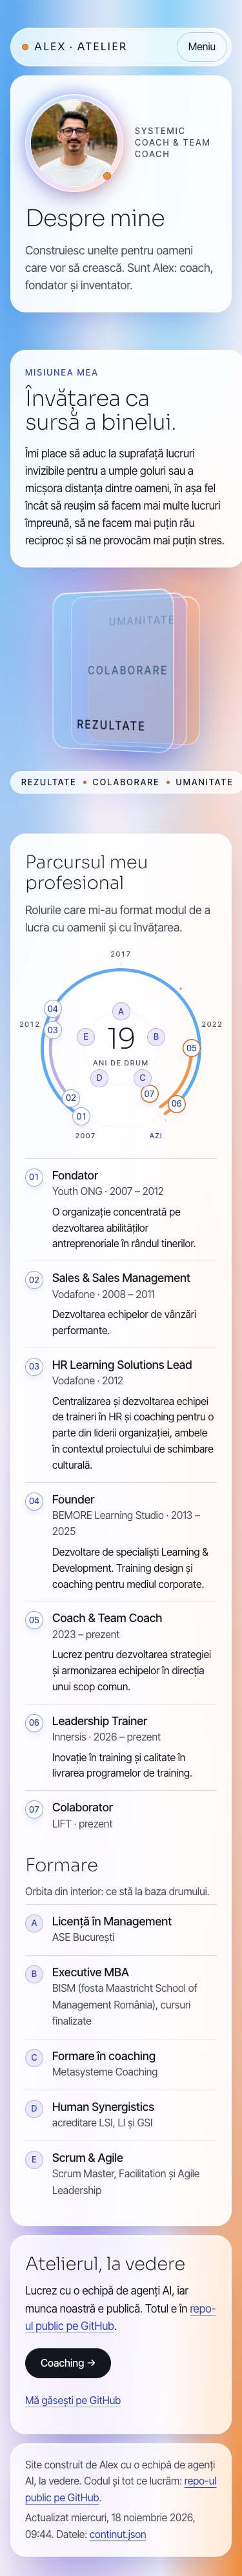 ALEX · ATELIER
Meniu
SYSTEMIC
COACH & TEAM
COACH
Despre mine
Construiesc unelte pentru oameni
care vor să crească. Sunt Alex: coach,
fondator și inventator.
MISIUNEA MEA
Învățarea ca
sursă a binelui.
Îmi place să aduc la suprafață lucruri
invizibile pentru a umple goluri sau a
micșora distanța dintre oameni, în așa fel
încât să reușim să facem mai multe lucruri
împreună, să ne facem mai puțin rău
reciproc și să ne provocăm mai puțin stres.
UMANITATE
COLABORARE
REZULTATE
REZULTATE • COLABORARE • UMANITATE
Parcursul meu
profesional
Rolurile care mi-au format modul de a
lucra cu oamenii și cu învățarea.
2017
04
A
2012
03
2022
E
19
B
05
ANI DE DRUM
D
C
02
07
06
01
2007
AZI
01
Fondator
Youth ONG · 2007 – 2012
O organizație concentrată pe
dezvoltarea abilităților
antreprenoriale în rândul tinerilor.
02
Sales & Sales Management
Vodafone · 2008 – 2011
Dezvoltarea echipelor de vânzări
performante.
03
HR Learning Solutions Lead
Vodafone · 2012
Centralizarea și dezvoltarea echipei
de traineri în HR și coaching pentru o
parte din liderii organizației, ambele
în contextul proiectului de schimbare
culturală.
04
Founder
BEMORE Learning Studio · 2013 –
2025
Dezvoltare de specialiști Learning &
Development. Training design și
coaching pentru mediul corporate.
05
Coach & Team Coach
2023 – prezent
Lucrez pentru dezvoltarea strategiei
și armonizarea echipelor în direcția
unui scop comun.
06
Leadership Trainer
Innersis · 2026 – prezent
Inovație în training și calitate în
livrarea programelor de training.
07
Colaborator
LIFT · prezent
Formare
Orbita din interior: ce stă la baza drumului.
A
Licență în Management
ASE București
B
Executive MBA
BISM (fosta Maastricht School of
Management România), cursuri
finalizate
C
Formare în coaching
Metasysteme Coaching
D
Human Synergistics
acreditare LSI, LI și GSI
E
Scrum & Agile
Scrum Master, Facilitation și Agile
Leadership
Atelierul, la vedere
Lucrez cu o echipă de agenți AI, iar
munca noastră e publică. Totul e în repo-
ul public pe GitHub.
Coaching →
Mă găsești pe GitHub
Site construit de Alex cu o echipă de agenți
AI, la vedere. Codul și tot ce lucrăm: repo-ul
public pe GitHub.
Actualizat miercuri, 18 noiembrie 2026,
09:44. Datele: continut.json